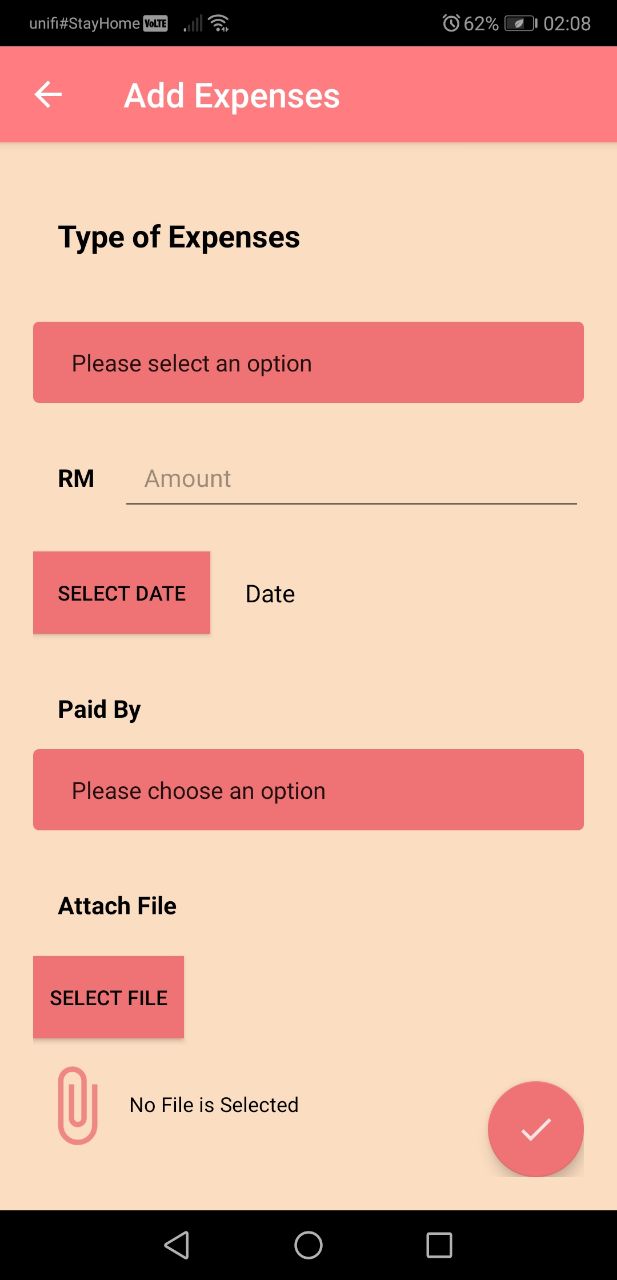 unifi#StayHome VoLTE 62% 02:08
Add Expenses
Type of Expenses
Please select an option
RM Amount
SELECT DATE Date
Paid By
Please choose an option
Attach File
SELECT FILE
No File is Selected